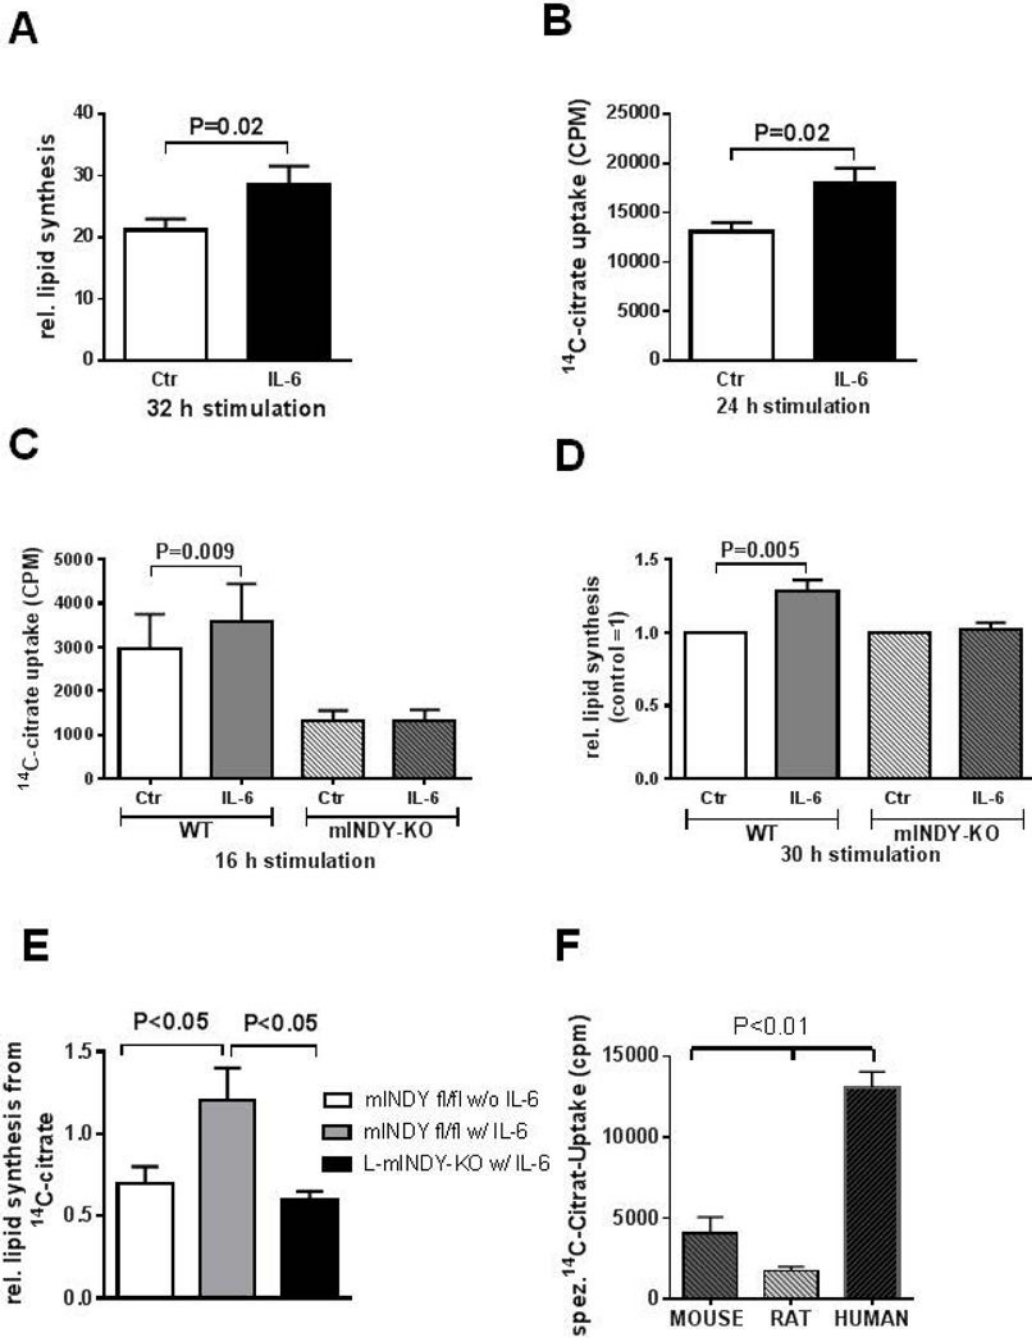 A
rel. lipid synthesis
40
30
20
10
0
P=0.02
Ctr
IL-6
32 h stimulation
B
14C-citrate uptake (CPM)
25000
20000
15000
10000
5000
0
P=0.02
Ctr
IL-6
24 h stimulation
C
14C-citrate uptake (CPM)
5000
4000
3000
2000
1000
0
P=0.009
Ctr
IL-6
Ctr
IL-6
WT
mINDY-KO
16 h stimulation
D
rel. lipid synthesis
(control =1)
1.5
1.0
0.5
0.0
P=0.005
Ctr
IL-6
Ctr
IL-6
WT
mINDY-KO
30 h stimulation
E
rel. lipid synthesis from
14C-citrate
1.5
1.0
0.5
0.0
P<0.05
P<0.05
mINDY fl/fl w/o IL-6
mINDY fl/fl w/ IL-6
L-mINDY-KO w/ IL-6
F
spez.14C-Citrat-Uptake (cpm)
15000
10000
5000
0
P<0.01
MOUSE
RAT
HUMAN